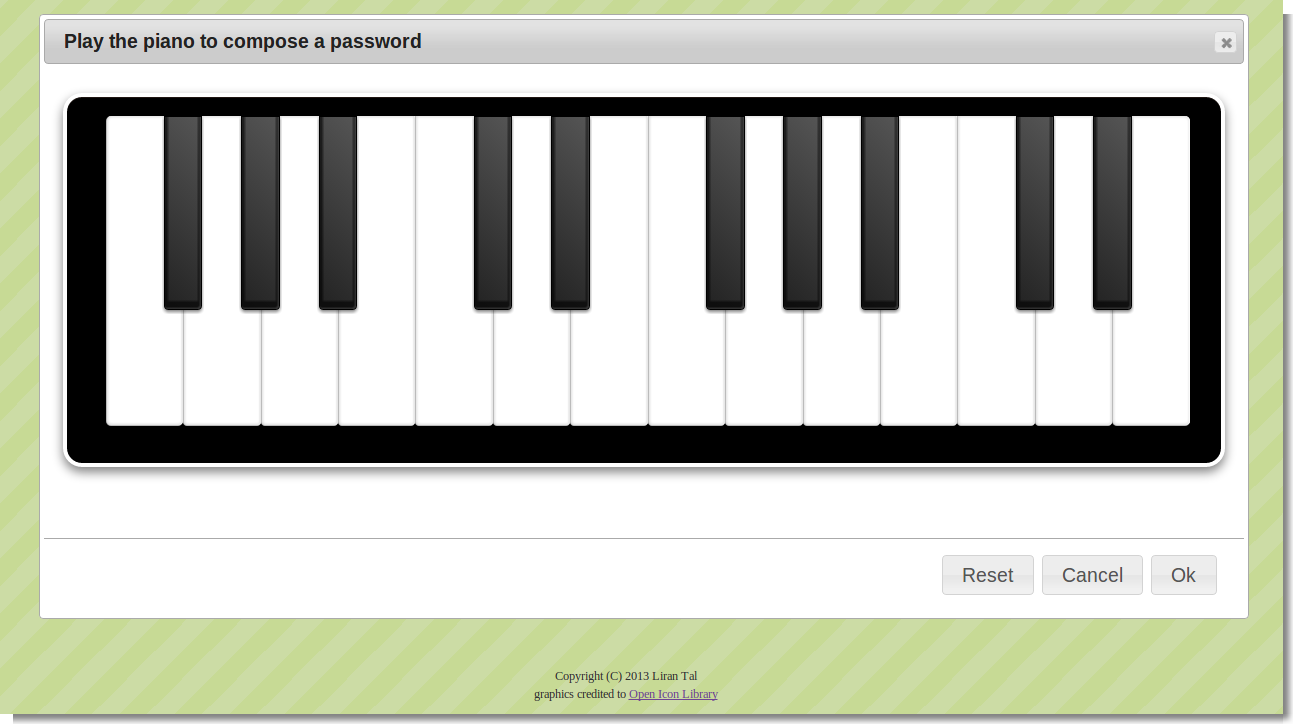 Play the piano to compose a password
Reset Cancel Ok
Copyright (C) 2013 Liran Tal
graphics credited to Open Icon Library